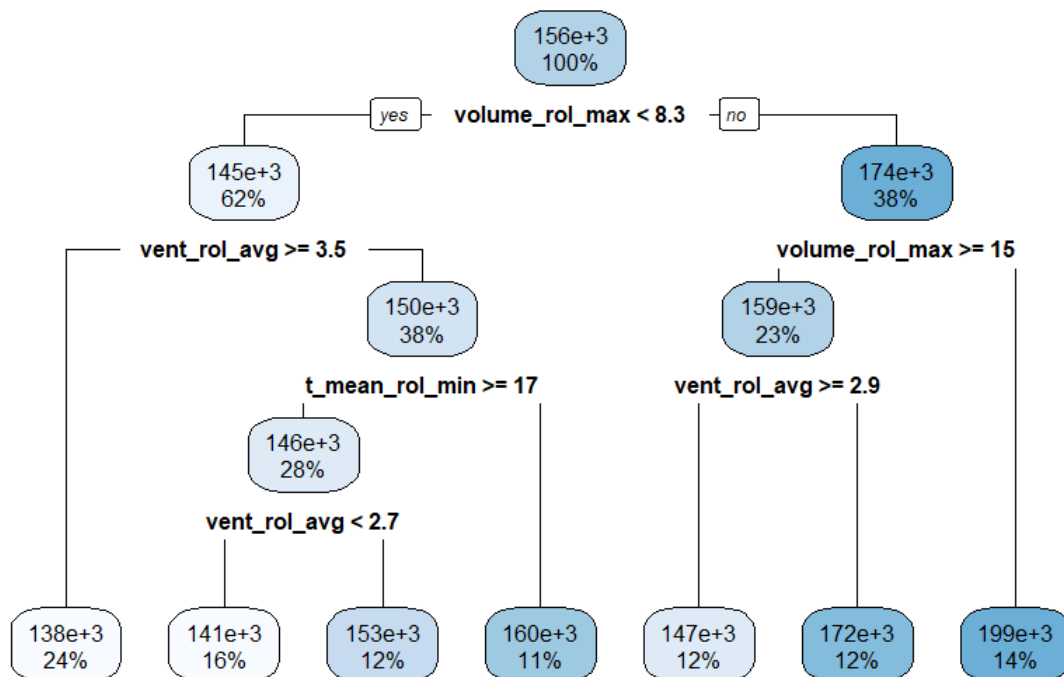 156e+3
100%
yes
volume_rol_max < 8.3
no
145e+3
62%
174e+3
38%
vent_rol_avg >= 3.5
volume_rol_max >= 15
150e+3
38%
159e+3
23%
t_mean_rol_min >= 17
vent_rol_avg >= 2.9
146e+3
28%
vent_rol_avg < 2.7
138e+3
24%
141e+3
16%
153e+3
12%
160e+3
11%
147e+3
12%
172e+3
12%
199e+3
14%